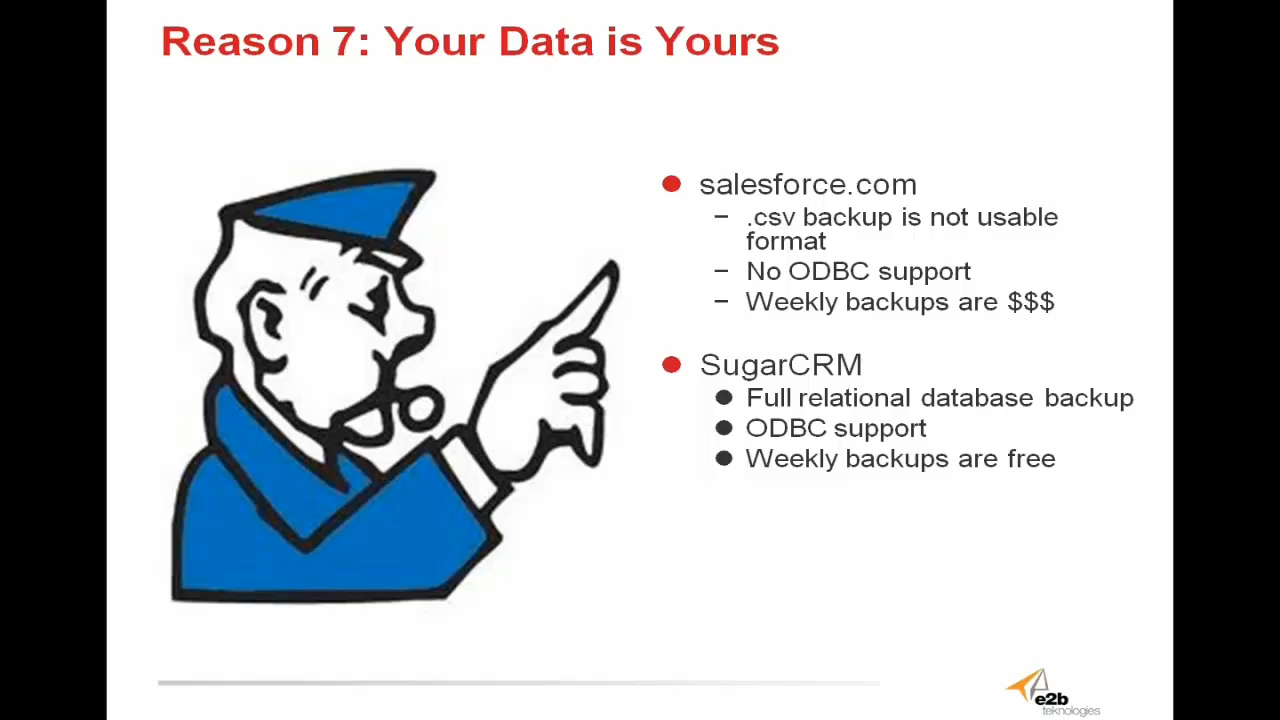 Reason 7: Your Data is Yours
salesforce.com
– .csv backup is not usable
format
– No ODBC support
– Weekly backups are $$$
SugarCRM
Full relational database backup
ODBC support
Weekly backups are free
e2b
teknologies